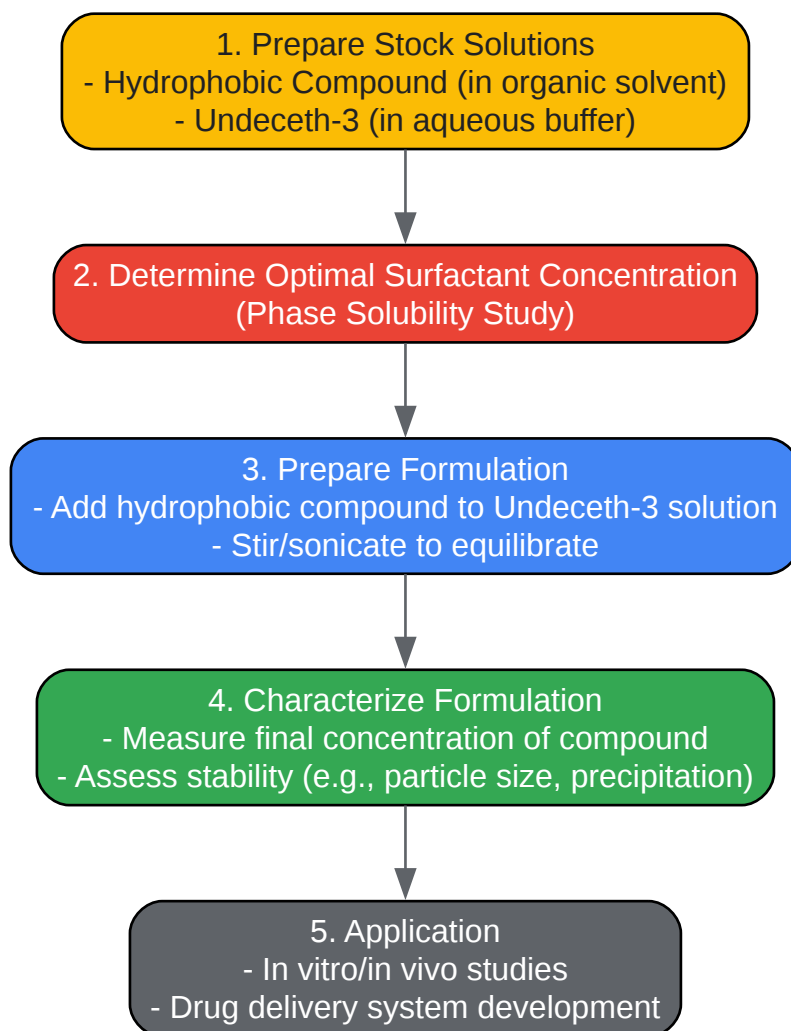 1. Prepare Stock Solutions
- Hydrophobic Compound (in organic solvent)
- Undeceth-3 (in aqueous buffer)
2. Determine Optimal Surfactant Concentration
(Phase Solubility Study)
3. Prepare Formulation
- Add hydrophobic compound to Undeceth-3 solution
- Stir/sonicate to equilibrate
4. Characterize Formulation
- Measure final concentration of compound
- Assess stability (e.g., particle size, precipitation)
5. Application
- In vitro/in vivo studies
- Drug delivery system development